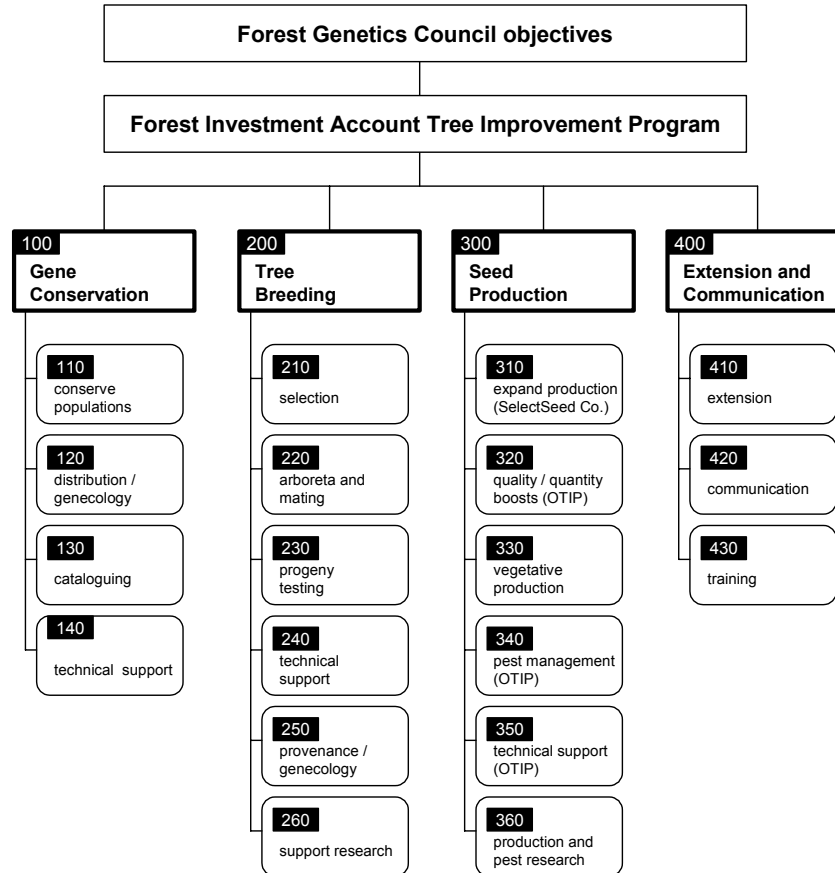 Forest Genetics Council objectives
Forest Investment Account Tree Improvement Program
100
Gene
Conservation
110
conserve
populations
120
distribution /
genecology
130
cataloguing
140
technical support
200
Tree
Breeding
210
selection
220
arboreta and
mating
230
progeny
testing
240
technical
support
250
provenance /
genecology
260
support research
300
Seed
Production
310
expand production
(SelectSeed Co.)
320
quality / quantity
boosts (OTIP)
330
vegetative
production
340
pest management
(OTIP)
350
technical support
(OTIP)
360
production and
pest research
400
Extension and
Communication
410
extension
420
communication
430
training